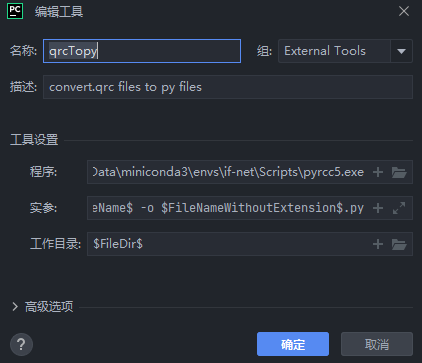 PC 编辑工具
名称: qrcTopy 组: External Tools
描述: convert.qrc files to py files
工具设置
程序: Data\miniconda3\envs\if-net\Scripts\pyrcc5.exe
实参: eName$ -o $FileNameWithoutExtension$.py
工作目录: $FileDir$
高级选项
? 确定 取消